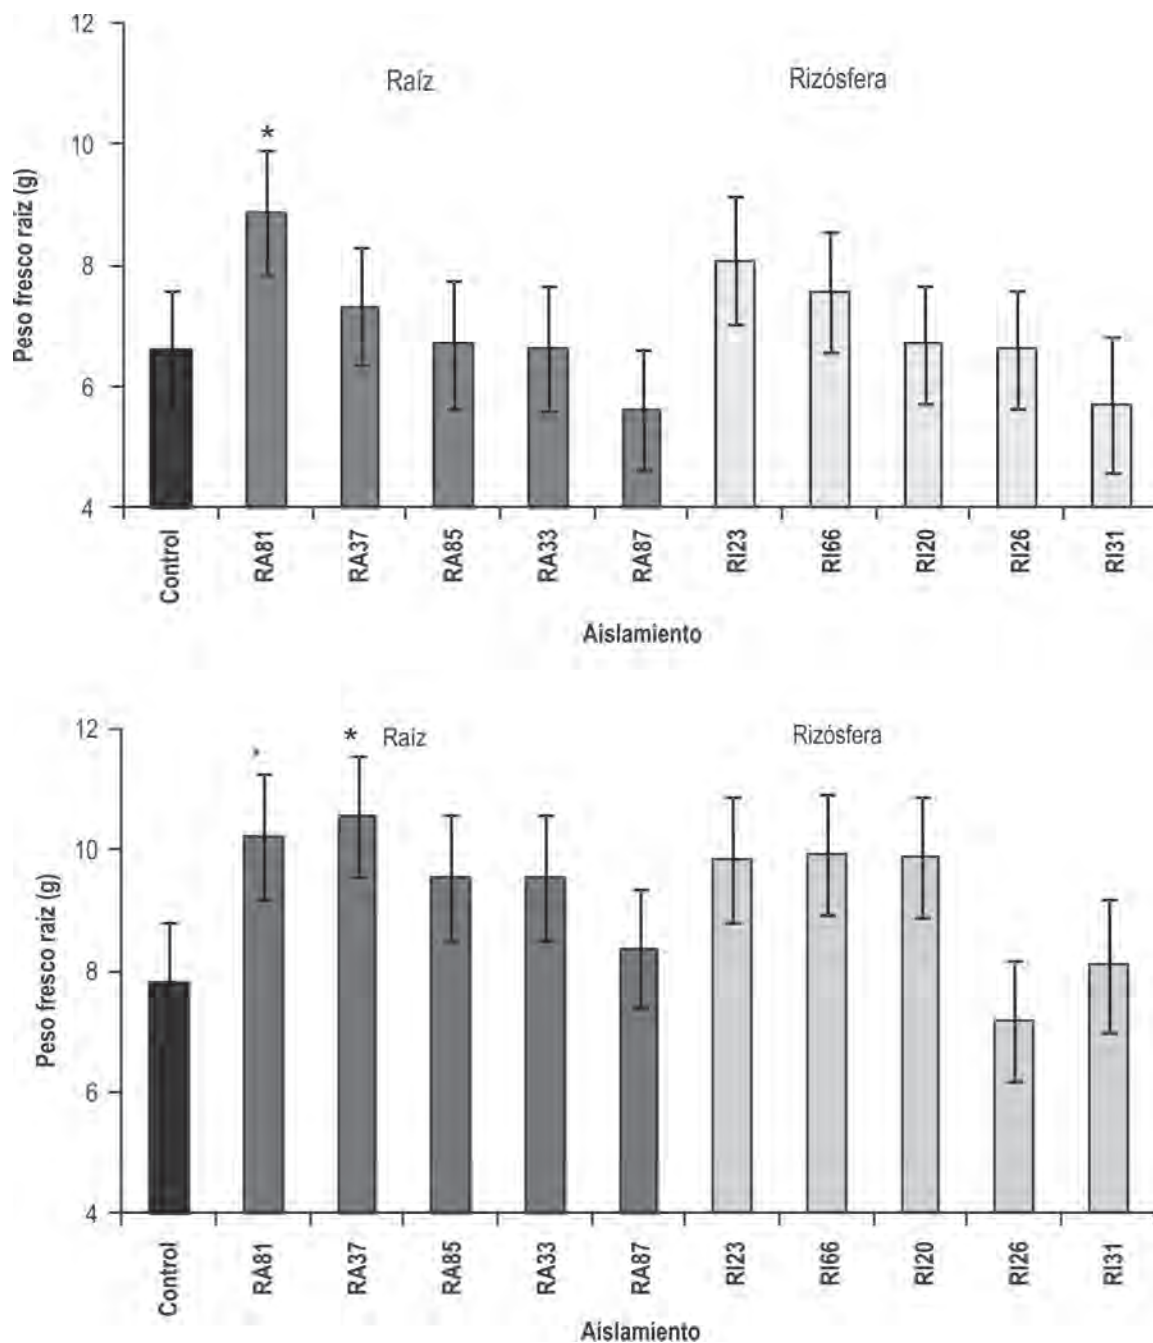 12
Raíz
Rizósfera
*
10
8
6
4
Peso fresco raiz (g)
Control
RA81
RA37
RA85
RA33
RA87
RI23
RI66
RI20
RI26
RI31
Aislamiento
12
*
Raíz
Rizósfera
10
8
6
4
Peso fresco raiz (g)
Control
RA81
RA37
RA85
RA33
RA87
RI23
RI66
RI20
RI26
RI31
Aislamiento